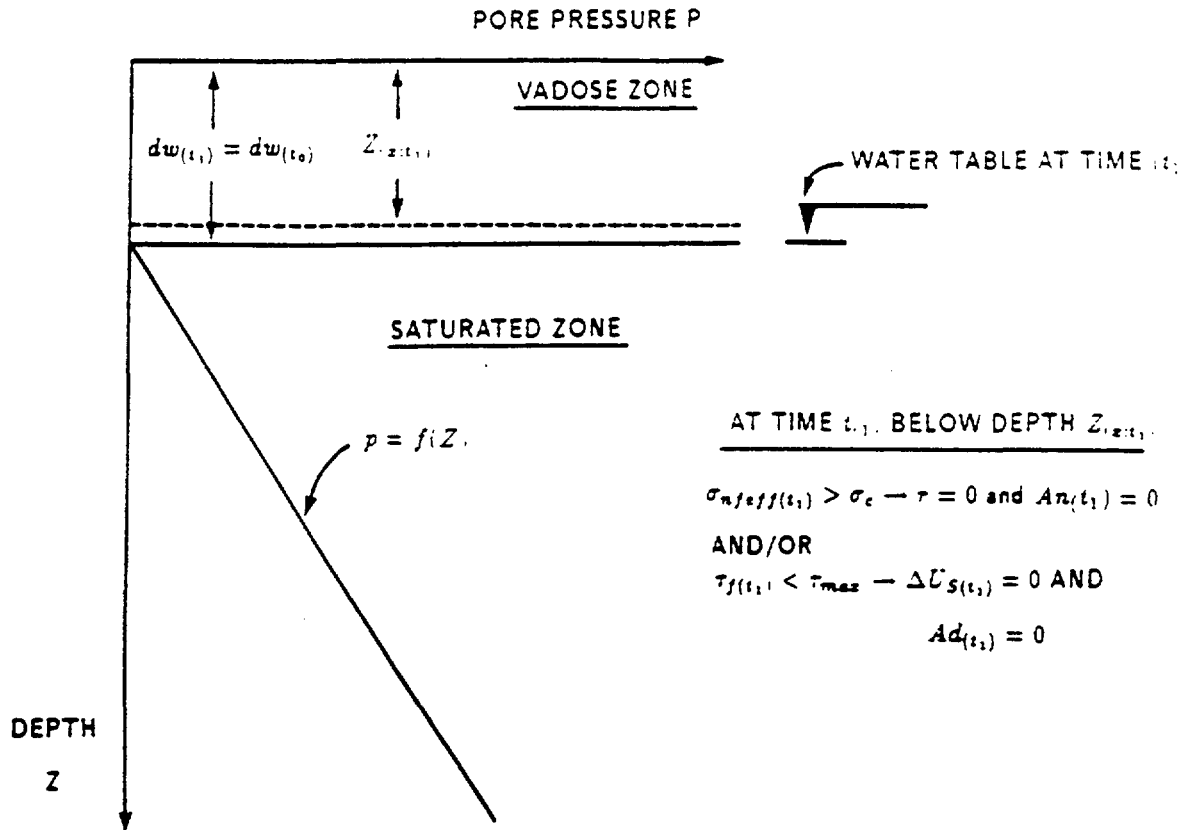 PORE PRESSURE P
VADOSE ZONE
dw(t₁) = dw(t₀)
Z(z:t₁)
WATER TABLE AT TIME
SATURATED ZONE
p = f(Z)
AT TIME t₁, BELOW DEPTH Z(z:t₁).
σnfeff(t₁) > σc → τ = 0 and An(t₁) = 0
AND/OR
τf(t₁) < τmax → ΔUS(t₁) = 0 AND
Ad(t₁) = 0
DEPTH
Z